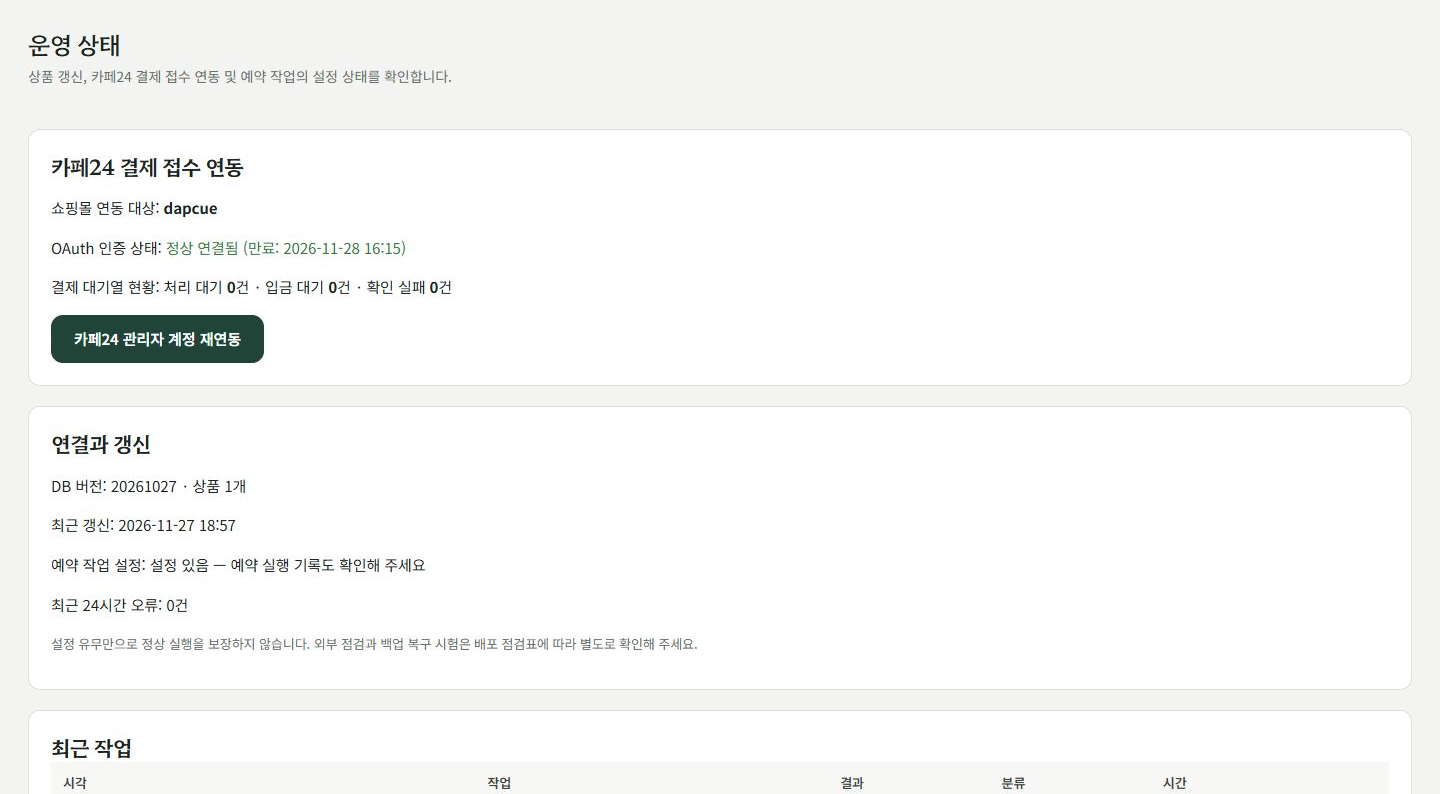 운영 상태
상품 갱신, 카페24 결제 접수 연동 및 예약 작업의 설정 상태를 확인합니다.
카페24 결제 접수 연동
쇼핑몰 연동 대상: dapcue
OAuth 인증 상태: 정상 연결됨 (만료: 2026-11-28 16:15)
결제 대기열 현황: 처리 대기 0건 · 입금 대기 0건 · 확인 실패 0건
카페24 관리자 계정 재연동
연결과 갱신
DB 버전: 20261027 · 상품 1개
최근 갱신: 2026-11-27 18:57
예약 작업 설정: 설정 있음 — 예약 실행 기록도 확인해 주세요
최근 24시간 오류: 0건
설정 유무만으로 정상 실행을 보장하지 않습니다. 외부 점검과 백업 복구 시험은 배포 점검표에 따라 별도로 확인해 주세요.
최근 작업
시각 작업 결과 분류 시간